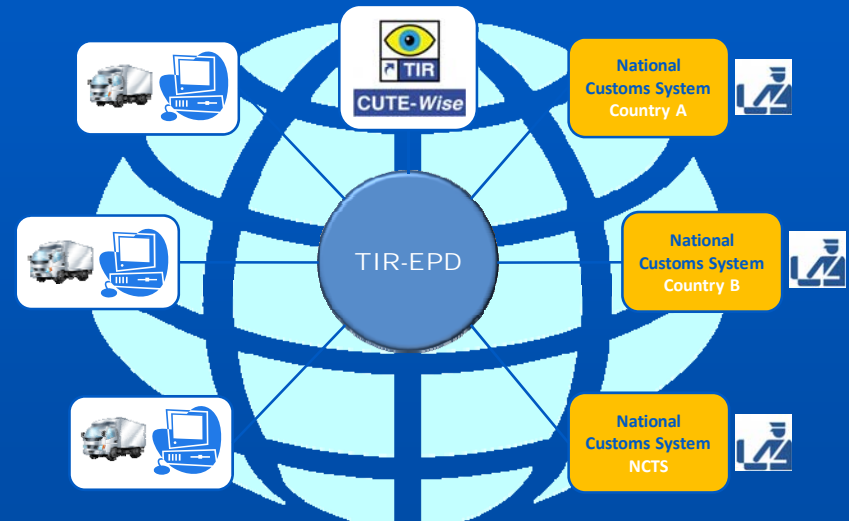 TIR
CUTE-Wise
National
Customs System
Country A
TIR-EPD
National
Customs System
Country B
National
Customs System
NCTS